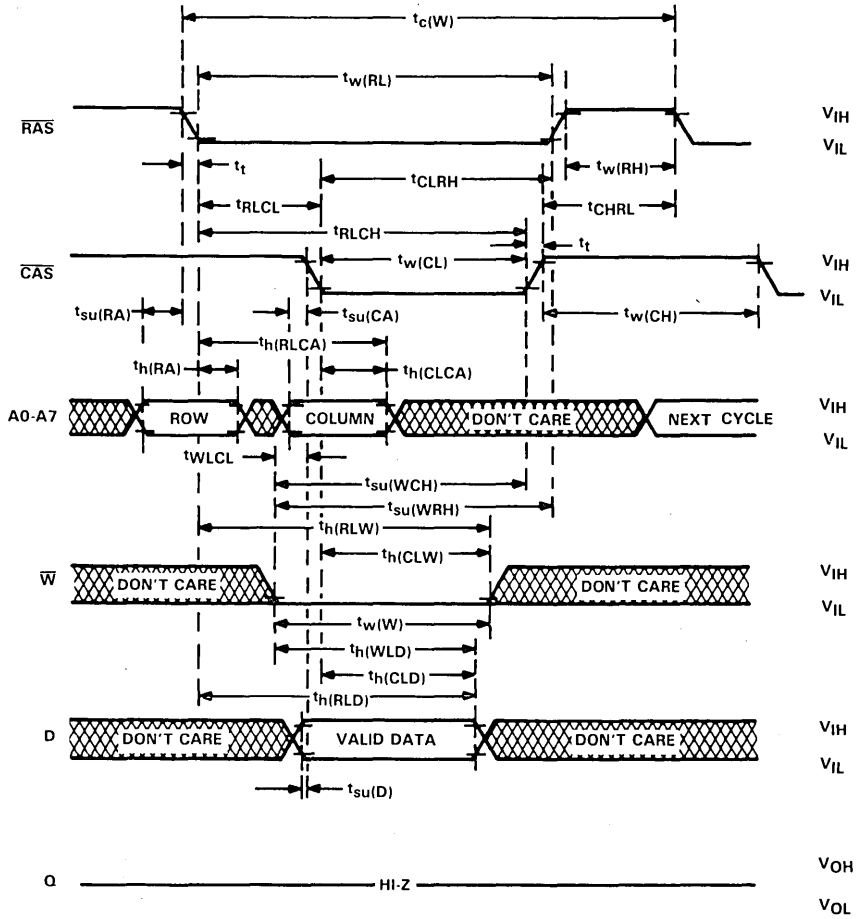 tc(W)
tw(RL)
RAS
VIH
VIL
tt
tw(RH)
tCLRH
tRLCL
tCHRL
tRLCH
tt
CAS
tw(CL)
VIH
VIL
tsu(RA)
tsu(CA)
tw(CH)
th(RLCA)
th(RA)
th(CLCA)
A0-A7
ROW
COLUMN
DON'T CARE
NEXT CYCLE
VIH
VIL
tWLCL
tsu(WCH)
tsu(WRH)
th(RLW)
th(CLW)
W
DON'T CARE
DON'T CARE
VIH
VIL
tw(W)
th(WLD)
th(CLD)
th(RLD)
D
DON'T CARE
VALID DATA
DON'T CARE
VIH
VIL
tsu(D)
Q
HI-Z
VOH
VOL